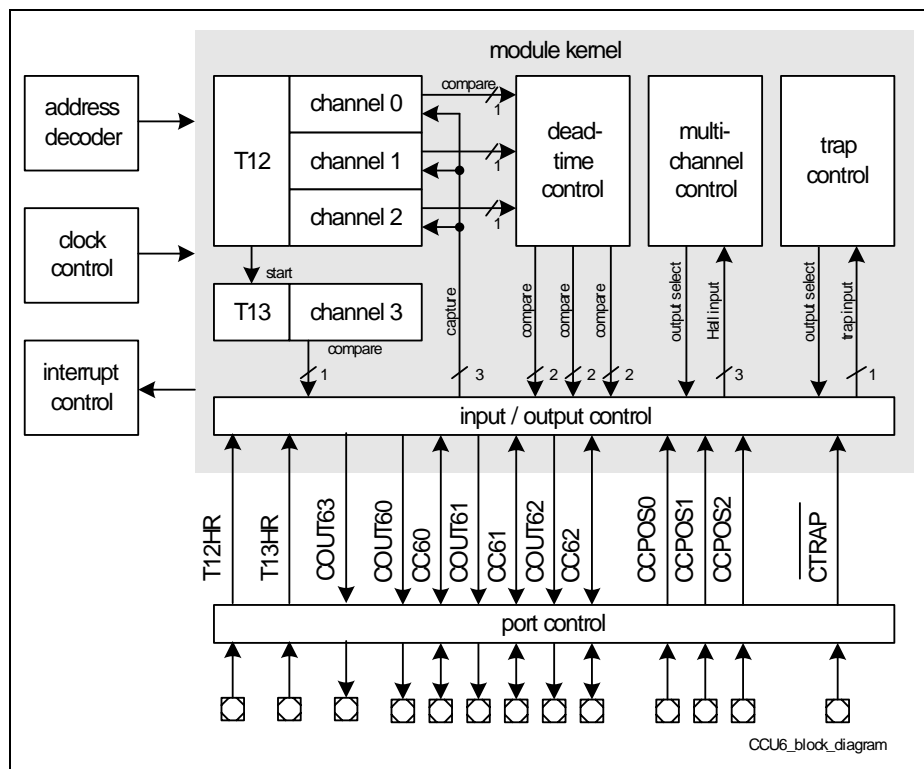 module kernel
address
decoder
clock
control
interrupt
control
T12
channel 0
channel 1
channel 2
compare
1
1
1
dead-
time
control
multi-
channel
control
trap
control
start
T13
channel 3
compare
1
capture
3
compare
compare
compare
2
2
2
output select
Hall input
3
output select
trap input
1
input / output control
T12HR
T13HR
COUT63
COUT60
CC60
COUT61
CC61
COUT62
CC62
CCPOS0
CCPOS1
CCPOS2
CTRAP
port control
CCU6_block_diagram